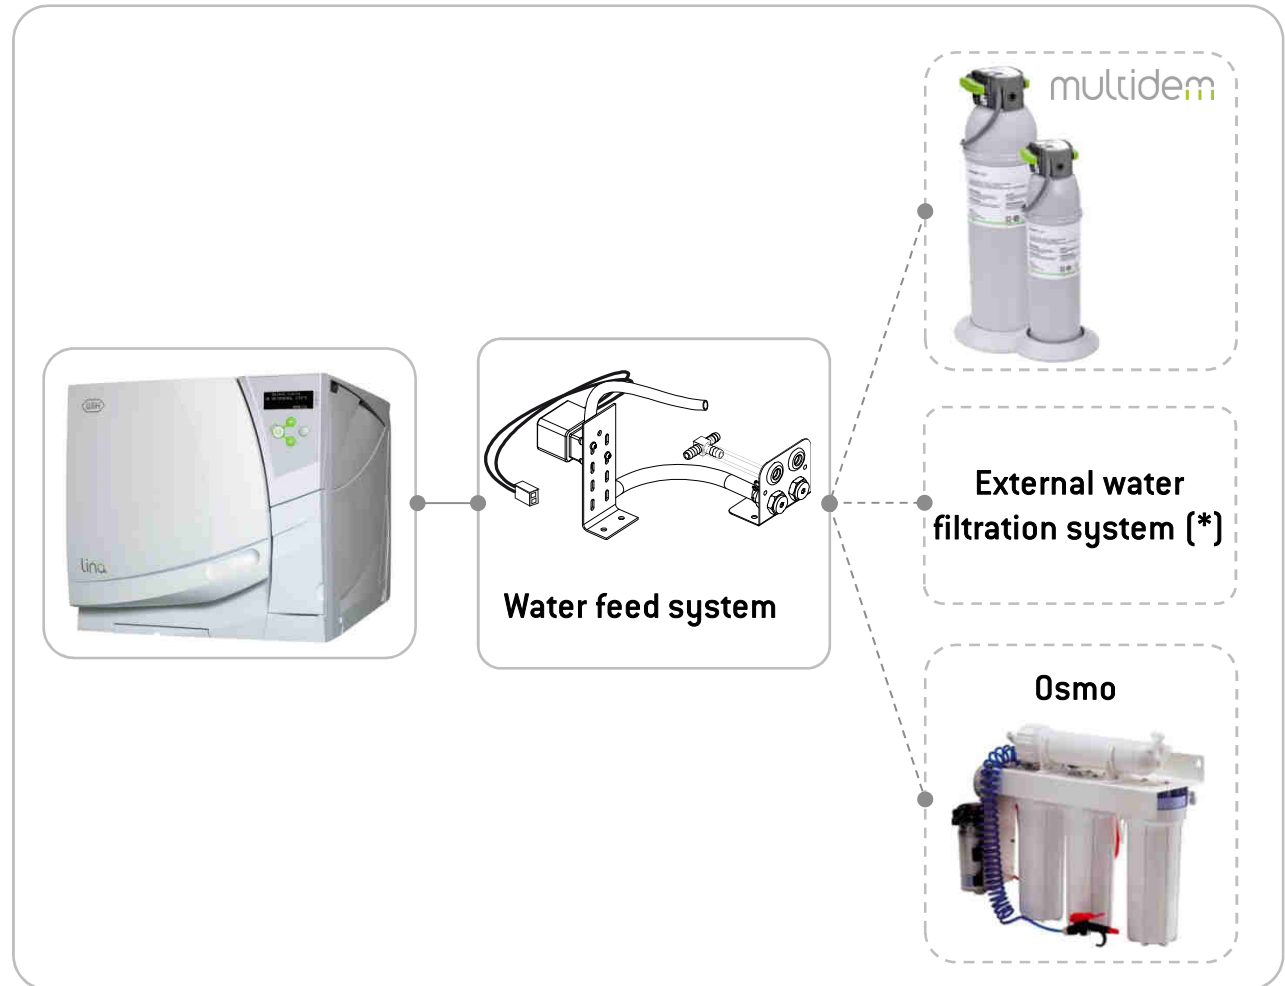 multidem
W&H
lina
Water feed system
External water
filtration system (*)
Osmo